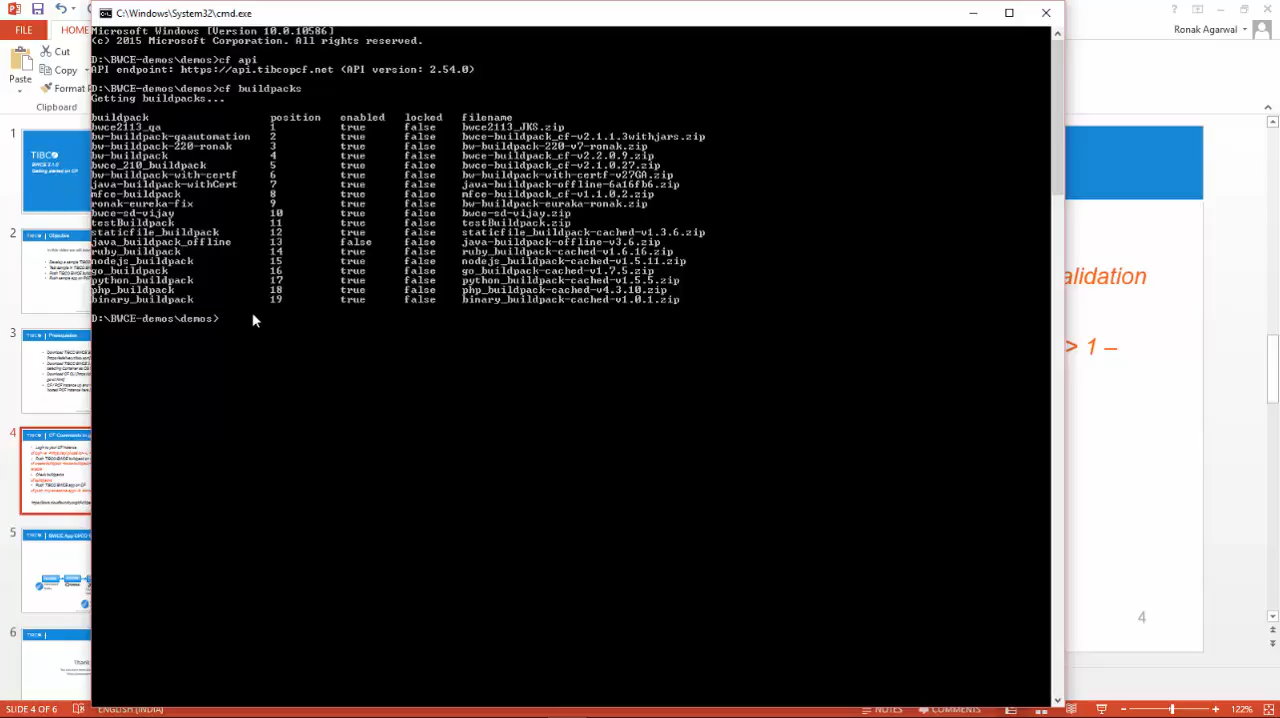 C:\Windows\System32\cmd.exe
FILE
HOME
Ronak Agarwal
Paste
Cut
Copy
Format
Clipboard
Microsoft Windows [Version 10.0.10586]
(c) 2015 Microsoft Corporation. All rights reserved.
D:\BWCE-demos\demos>cf api
API endpoint: https://api.tibcopcf.net (API version: 2.54.0)
D:\BWCE-demos\demos>cf buildpacks
Getting buildpacks...
buildpack position enabled locked filename
bwce2113_qa 1 true false bwce2113_JKS.zip
bw-buildpack-qaautomation 2 true false bwce-buildpack_cf-v2.1.1.3withjars.zip
bw-buildpack-220-ronak 3 true false bw-buildpack-220-v7-ronak.zip
bw-buildpack 4 true false bwce-buildpack_cf-v2.2.0.9.zip
bwce_210_buildpack 5 true false bwce-buildpack_cf-v2.1.0.27.zip
bw-buildpack-with-certf 6 true false bw-buildpack-with-certf-v27GA.zip
java-buildpack-withCert 7 true false java-buildpack-offline-6a16fb6.zip
mfce-buildpack 8 true false mfce-buildpack_cf-v1.1.0.2.zip
ronak-eureka-fix 9 true false bw-buildpack-euraka-ronak.zip
bwce-sd-vijay 10 true false bwce-sd-vijay.zip
testBuildpack 11 true false testBuildpack.zip
staticfile_buildpack 12 true false staticfile_buildpack-cached-v1.3.6.zip
java_buildpack_offline 13 false false java-buildpack-offline-v3.6.zip
ruby_buildpack 14 true false ruby_buildpack-cached-v1.6.16.zip
nodejs_buildpack 15 true false nodejs_buildpack-cached-v1.5.11.zip
go_buildpack 16 true false go_buildpack-cached-v1.7.5.zip
python_buildpack 17 true false python_buildpack-cached-v1.5.5.zip
php_buildpack 18 true false php_buildpack-cached-v4.3.10.zip
binary_buildpack 19 true false binary_buildpack-cached-v1.0.1.zip
D:\BWCE-demos\demos>
alidation
> 1 –
4
1
TIBCO
2
3
4
5
6
SLIDE 4 OF 6
ENGLISH (INDIA)
NOTES
COMMENTS
122%